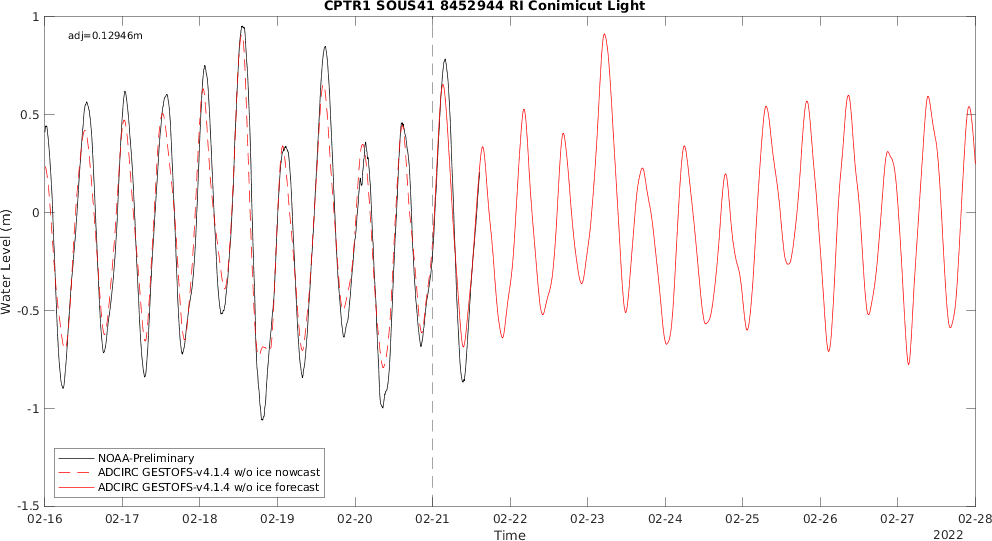 CPTR1 SOUS41 8452944 RI Conimicut Light
adj=0.12946m
1
0.5
0
-0.5
-1
-1.5
Water Level (m)
NOAA-Preliminary
ADCIRC GESTOFS-v4.1.4 w/o ice nowcast
ADCIRC GESTOFS-v4.1.4 w/o ice forecast
02-16 02-17 02-18 02-19 02-20 02-21 02-22 02-23 02-24 02-25 02-26 02-27 02-28
Time
2022